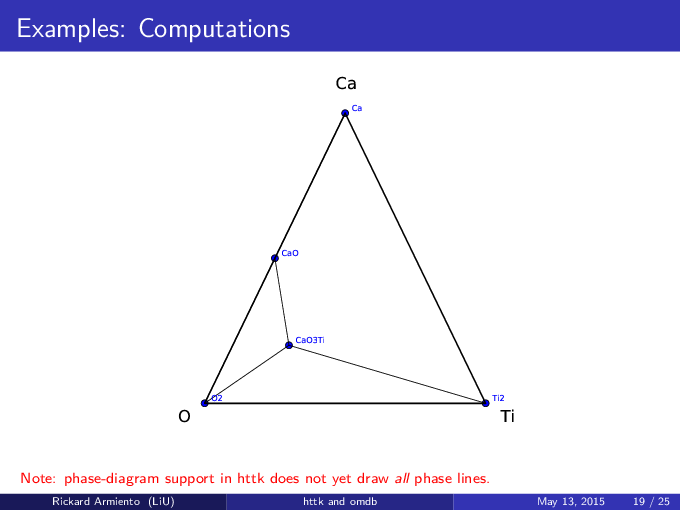 Examples: Computations
Ca
Ca
CaO
CaO3Ti
O2
Ti2
O
Ti
Note: phase-diagram support in httk does not yet draw all phase lines.
Rickard Armiento (LiU)
httk and omdb
May 13, 2015
19 / 25